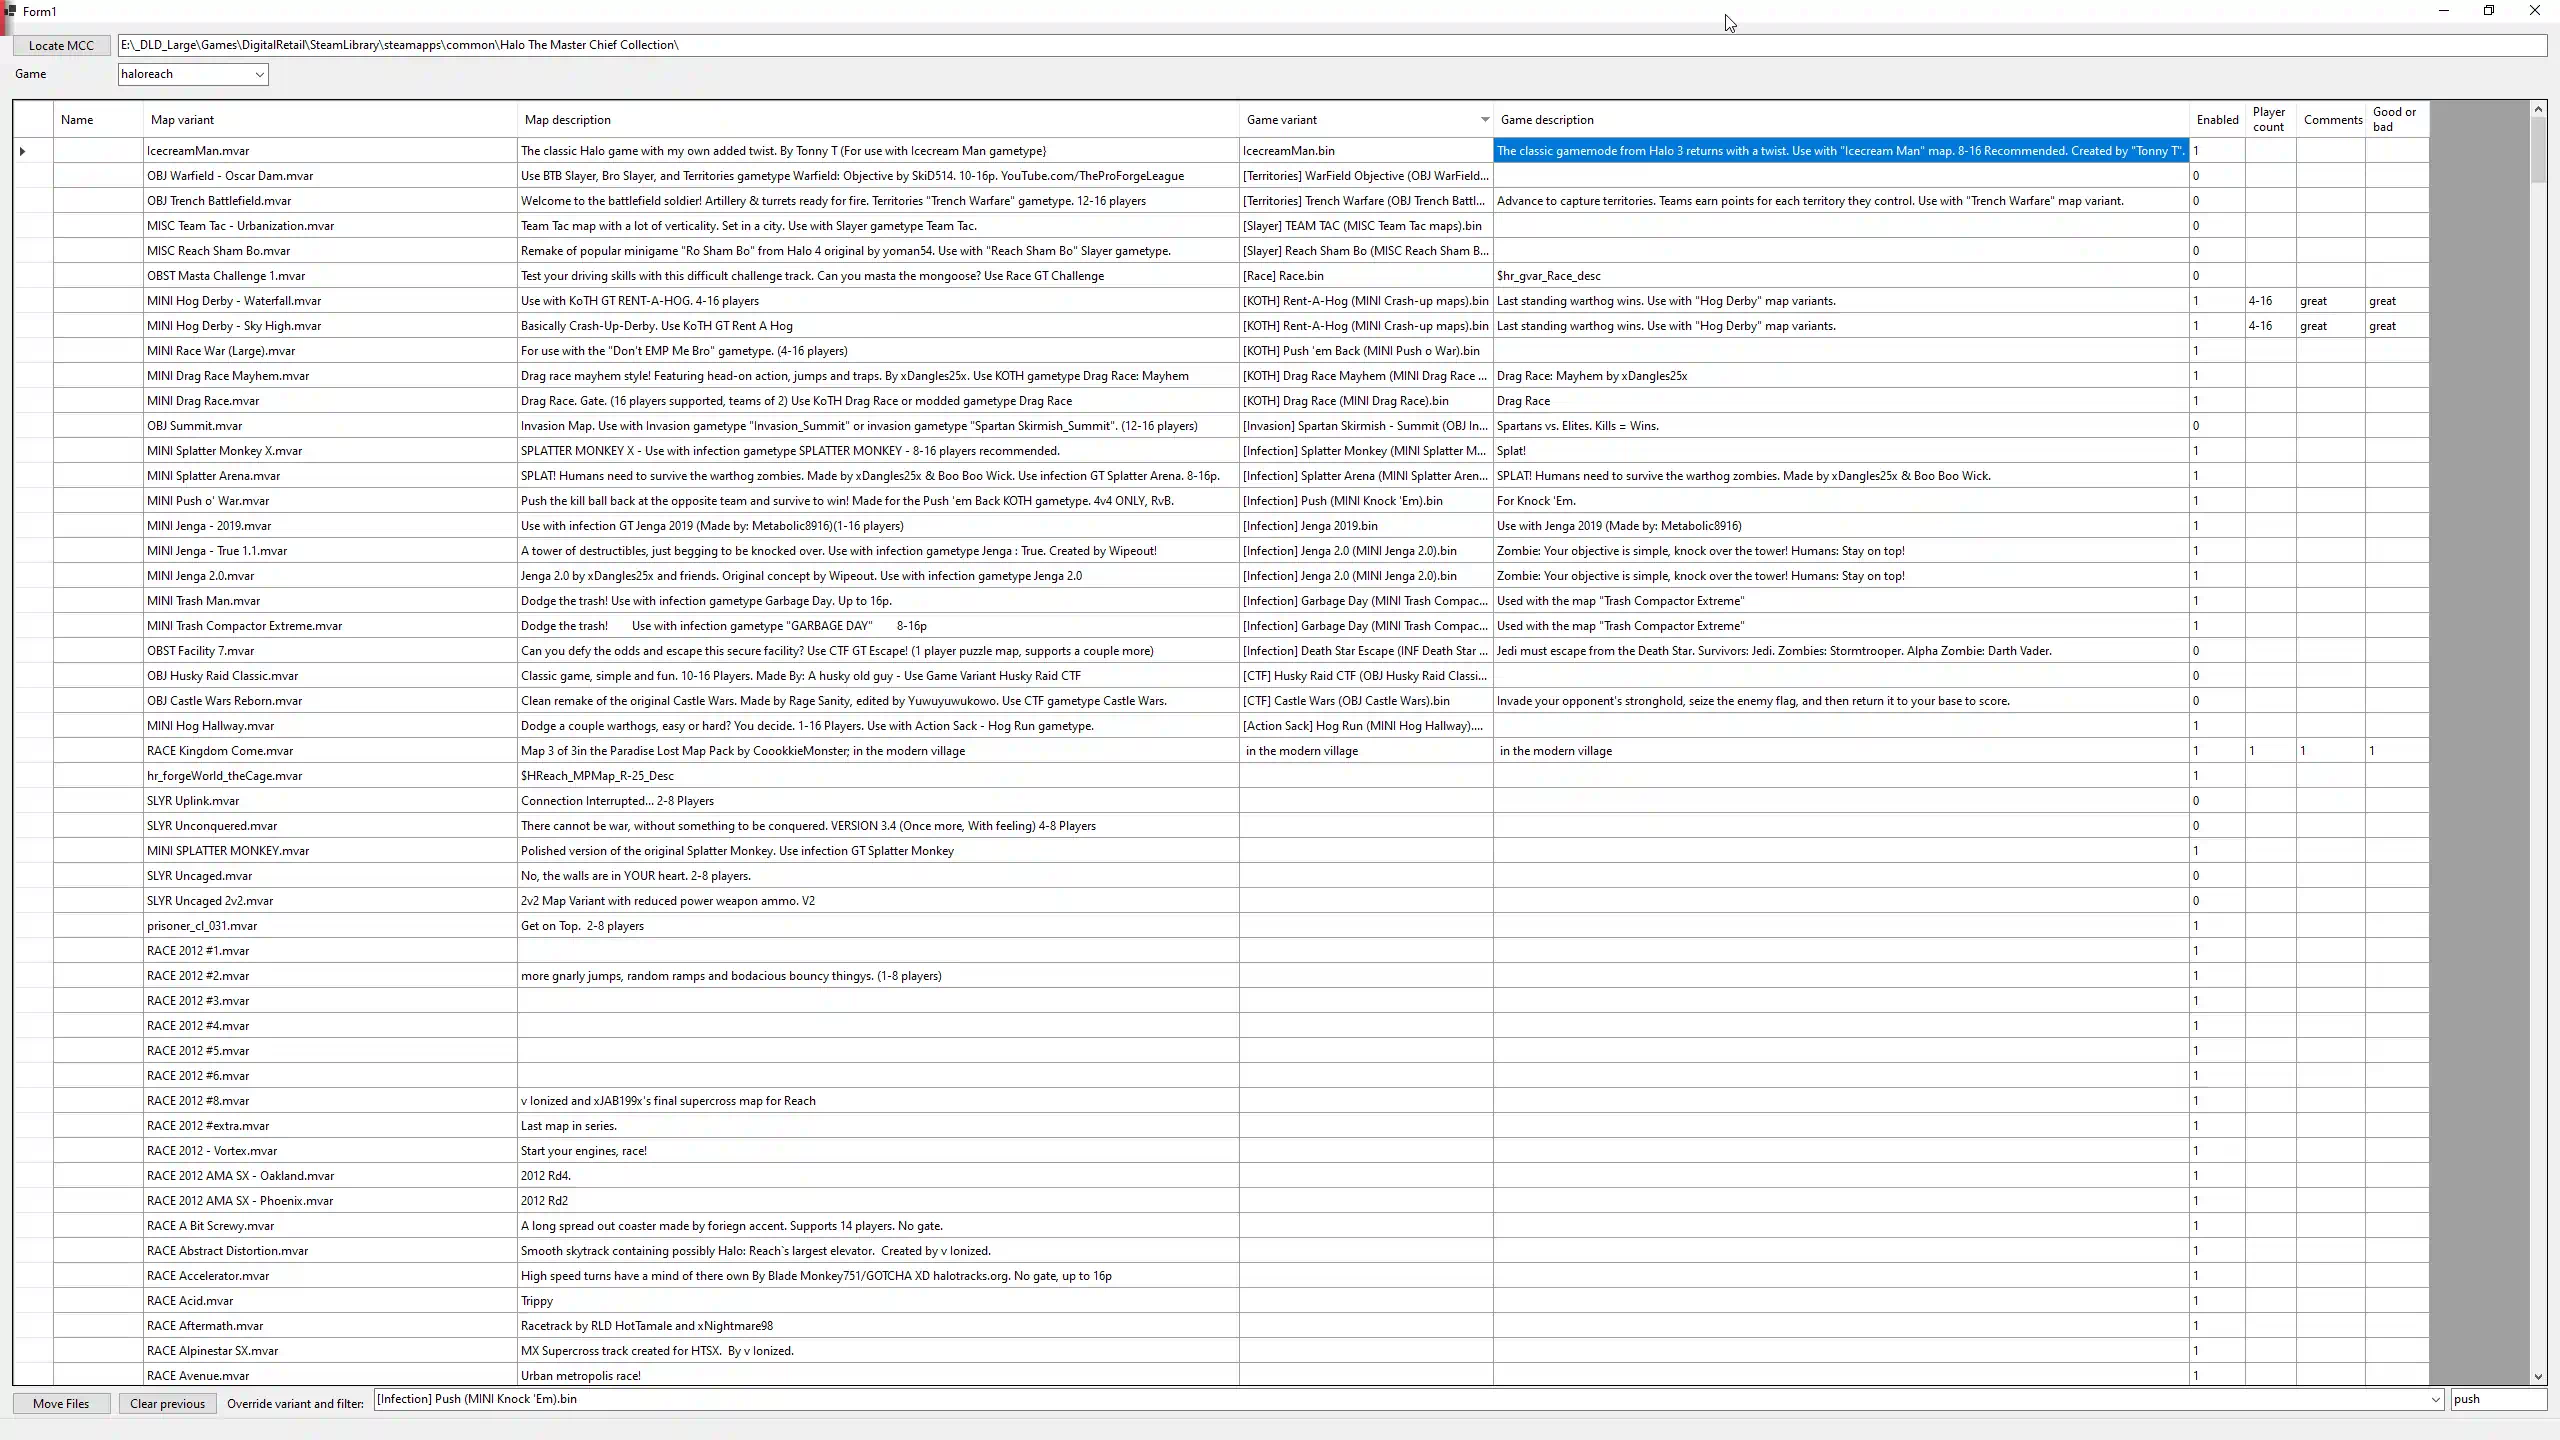 Form1
Locate MCC E:\_DLD_Large\Games\DigitalRetail\SteamLibrary\steamapps\common\Halo The Master Chief Collection\
Game haloreach
Name Map variant Map description Game variant Game description Enabled Player count Comments Good or bad
IcecreamMan.mvar The classic Halo game with my own added twist. By Tonny T (For use with Icecream Man gametype} IcecreamMan.bin The classic gamemode from Halo 3 returns with a twist. Use with "Icecream Man" map. 8-16 Recommended. Created by "Tonny T". 1
OBJ Warfield - Oscar Dam.mvar Use BTB Slayer, Bro Slayer, and Territories gametype Warfield: Objective by SkiD514. 10-16p. YouTube.com/TheProForgeLeague [Territories] WarField Objective (OBJ WarField... 0
OBJ Trench Battlefield.mvar Welcome to the battlefield soldier! Artillery & turrets ready for fire. Territories "Trench Warfare" gametype. 12-16 players [Territories] Trench Warfare (OBJ Trench Battl... Advance to capture territories. Teams earn points for each territory they control. Use with "Trench Warfare" map variant. 0
MISC Team Tac - Urbanization.mvar Team Tac map with a lot of verticality. Set in a city. Use with Slayer gametype Team Tac. [Slayer] TEAM TAC (MISC Team Tac maps).bin 0
MISC Reach Sham Bo.mvar Remake of popular minigame "Ro Sham Bo" from Halo 4 original by yoman54. Use with "Reach Sham Bo" Slayer gametype. [Slayer] Reach Sham Bo (MISC Reach Sham B... 0
OBST Masta Challenge 1.mvar Test your driving skills with this difficult challenge track. Can you masta the mongoose? Use Race GT Challenge [Race] Race.bin $hr_gvar_Race_desc 0
MINI Hog Derby - Waterfall.mvar Use with KoTH GT RENT-A-HOG. 4-16 players [KOTH] Rent-A-Hog (MINI Crash-up maps).bin Last standing warthog wins. Use with "Hog Derby" map variants. 1 4-16 great great
MINI Hog Derby - Sky High.mvar Basically Crash-Up-Derby. Use KoTH GT Rent A Hog [KOTH] Rent-A-Hog (MINI Crash-up maps).bin Last standing warthog wins. Use with "Hog Derby" map variants. 1 4-16 great great
MINI Race War (Large).mvar For use with the "Don't EMP Me Bro" gametype. (4-16 players) [KOTH] Push 'em Back (MINI Push o War).bin 1
MINI Drag Race Mayhem.mvar Drag race mayhem style! Featuring head-on action, jumps and traps. By xDangles25x. Use KOTH gametype Drag Race: Mayhem [KOTH] Drag Race Mayhem (MINI Drag Race ... Drag Race: Mayhem by xDangles25x 1
MINI Drag Race.mvar Drag Race. Gate. (16 players supported, teams of 2) Use KoTH Drag Race or modded gametype Drag Race [KOTH] Drag Race (MINI Drag Race).bin Drag Race 1
OBJ Summit.mvar Invasion Map. Use with Invasion gametype "Invasion_Summit" or invasion gametype "Spartan Skirmish_Summit". (12-16 players) [Invasion] Spartan Skirmish - Summit (OBJ In... Spartans vs. Elites. Kills = Wins. 0
MINI Splatter Monkey X.mvar SPLATTER MONKEY X - Use with infection gametype SPLATTER MONKEY - 8-16 players recommended. [Infection] Splatter Monkey (MINI Splatter M... Splat! 1
MINI Splatter Arena.mvar SPLAT! Humans need to survive the warthog zombies. Made by xDangles25x & Boo Boo Wick. Use infection GT Splatter Arena. 8-16p. [Infection] Splatter Arena (MINI Splatter Aren... SPLAT! Humans need to survive the warthog zombies. Made by xDangles25x & Boo Boo Wick. 1
MINI Push o' War.mvar Push the kill ball back at the opposite team and survive to win! Made for the Push 'em Back KOTH gametype. 4v4 ONLY, RvB. [Infection] Push (MINI Knock 'Em).bin For Knock 'Em. 1
MINI Jenga - 2019.mvar Use with infection GT Jenga 2019 (Made by: Metabolic8916)(1-16 players) [Infection] Jenga 2019.bin Use with Jenga 2019 (Made by: Metabolic8916) 1
MINI Jenga - True 1.1.mvar A tower of destructibles, just begging to be knocked over. Use with infection gametype Jenga : True. Created by Wipeout! [Infection] Jenga 2.0 (MINI Jenga 2.0).bin Zombie: Your objective is simple, knock over the tower! Humans: Stay on top! 1
MINI Jenga 2.0.mvar Jenga 2.0 by xDangles25x and friends. Original concept by Wipeout. Use with infection gametype Jenga 2.0 [Infection] Jenga 2.0 (MINI Jenga 2.0).bin Zombie: Your objective is simple, knock over the tower! Humans: Stay on top! 1
MINI Trash Man.mvar Dodge the trash! Use with infection gametype Garbage Day. Up to 16p. [Infection] Garbage Day (MINI Trash Compac... Used with the map "Trash Compactor Extreme" 1
MINI Trash Compactor Extreme.mvar Dodge the trash! Use with infection gametype "GARBAGE DAY" 8-16p [Infection] Garbage Day (MINI Trash Compac... Used with the map "Trash Compactor Extreme" 1
OBST Facility 7.mvar Can you defy the odds and escape this secure facility? Use CTF GT Escape! (1 player puzzle map, supports a couple more) [Infection] Death Star Escape (INF Death Star ... Jedi must escape from the Death Star. Survivors: Jedi. Zombies: Stormtrooper. Alpha Zombie: Darth Vader. 0
OBJ Husky Raid Classic.mvar Classic game, simple and fun. 10-16 Players. Made By: A husky old guy - Use Game Variant Husky Raid CTF [CTF] Husky Raid CTF (OBJ Husky Raid Classi... 0
OBJ Castle Wars Reborn.mvar Clean remake of the original Castle Wars. Made by Rage Sanity, edited by Yuwuyuwukowo. Use CTF gametype Castle Wars. [CTF] Castle Wars (OBJ Castle Wars).bin Invade your opponent's stronghold, seize the enemy flag, and then return it to your base to score. 0
MINI Hog Hallway.mvar Dodge a couple warthogs, easy or hard? You decide. 1-16 Players. Use with Action Sack - Hog Run gametype. [Action Sack] Hog Run (MINI Hog Hallway).... 1
RACE Kingdom Come.mvar Map 3 of 3in the Paradise Lost Map Pack by CoookkieMonster; in the modern village in the modern village in the modern village 1 1 1 1
hr_forgeWorld_theCage.mvar $HReach_MPMap_R-25_Desc 1
SLYR Uplink.mvar Connection Interrupted... 2-8 Players 0
SLYR Unconquered.mvar There cannot be war, without something to be conquered. VERSION 3.4 (Once more, With feeling) 4-8 Players 0
MINI SPLATTER MONKEY.mvar Polished version of the original Splatter Monkey. Use infection GT Splatter Monkey 1
SLYR Uncaged.mvar No, the walls are in YOUR heart. 2-8 players. 0
SLYR Uncaged 2v2.mvar 2v2 Map Variant with reduced power weapon ammo. V2 0
prisoner_cl_031.mvar Get on Top. 2-8 players 1
RACE 2012 #1.mvar 1
RACE 2012 #2.mvar more gnarly jumps, random ramps and bodacious bouncy thingys. (1-8 players) 1
RACE 2012 #3.mvar 1
RACE 2012 #4.mvar 1
RACE 2012 #5.mvar 1
RACE 2012 #6.mvar 1
RACE 2012 #8.mvar v Ionized and xJAB199x's final supercross map for Reach 1
RACE 2012 #extra.mvar Last map in series. 1
RACE 2012 - Vortex.mvar Start your engines, race! 1
RACE 2012 AMA SX - Oakland.mvar 2012 Rd4. 1
RACE 2012 AMA SX - Phoenix.mvar 2012 Rd2 1
RACE A Bit Screwy.mvar A long spread out coaster made by foriegn accent. Supports 14 players. No gate. 1
RACE Abstract Distortion.mvar Smooth skytrack containing possibly Halo: Reach`s largest elevator. Created by v Ionized. 1
RACE Accelerator.mvar High speed turns have a mind of there own By Blade Monkey751/GOTCHA XD halotracks.org. No gate, up to 16p 1
RACE Acid.mvar Trippy 1
RACE Aftermath.mvar Racetrack by RLD HotTamale and xNightmare98 1
RACE Alpinestar SX.mvar MX Supercross track created for HTSX. By v Ionized. 1
RACE Avenue.mvar Urban metropolis race! 1
Move Files Clear previous Override variant and filter: [Infection] Push (MINI Knock 'Em).bin push